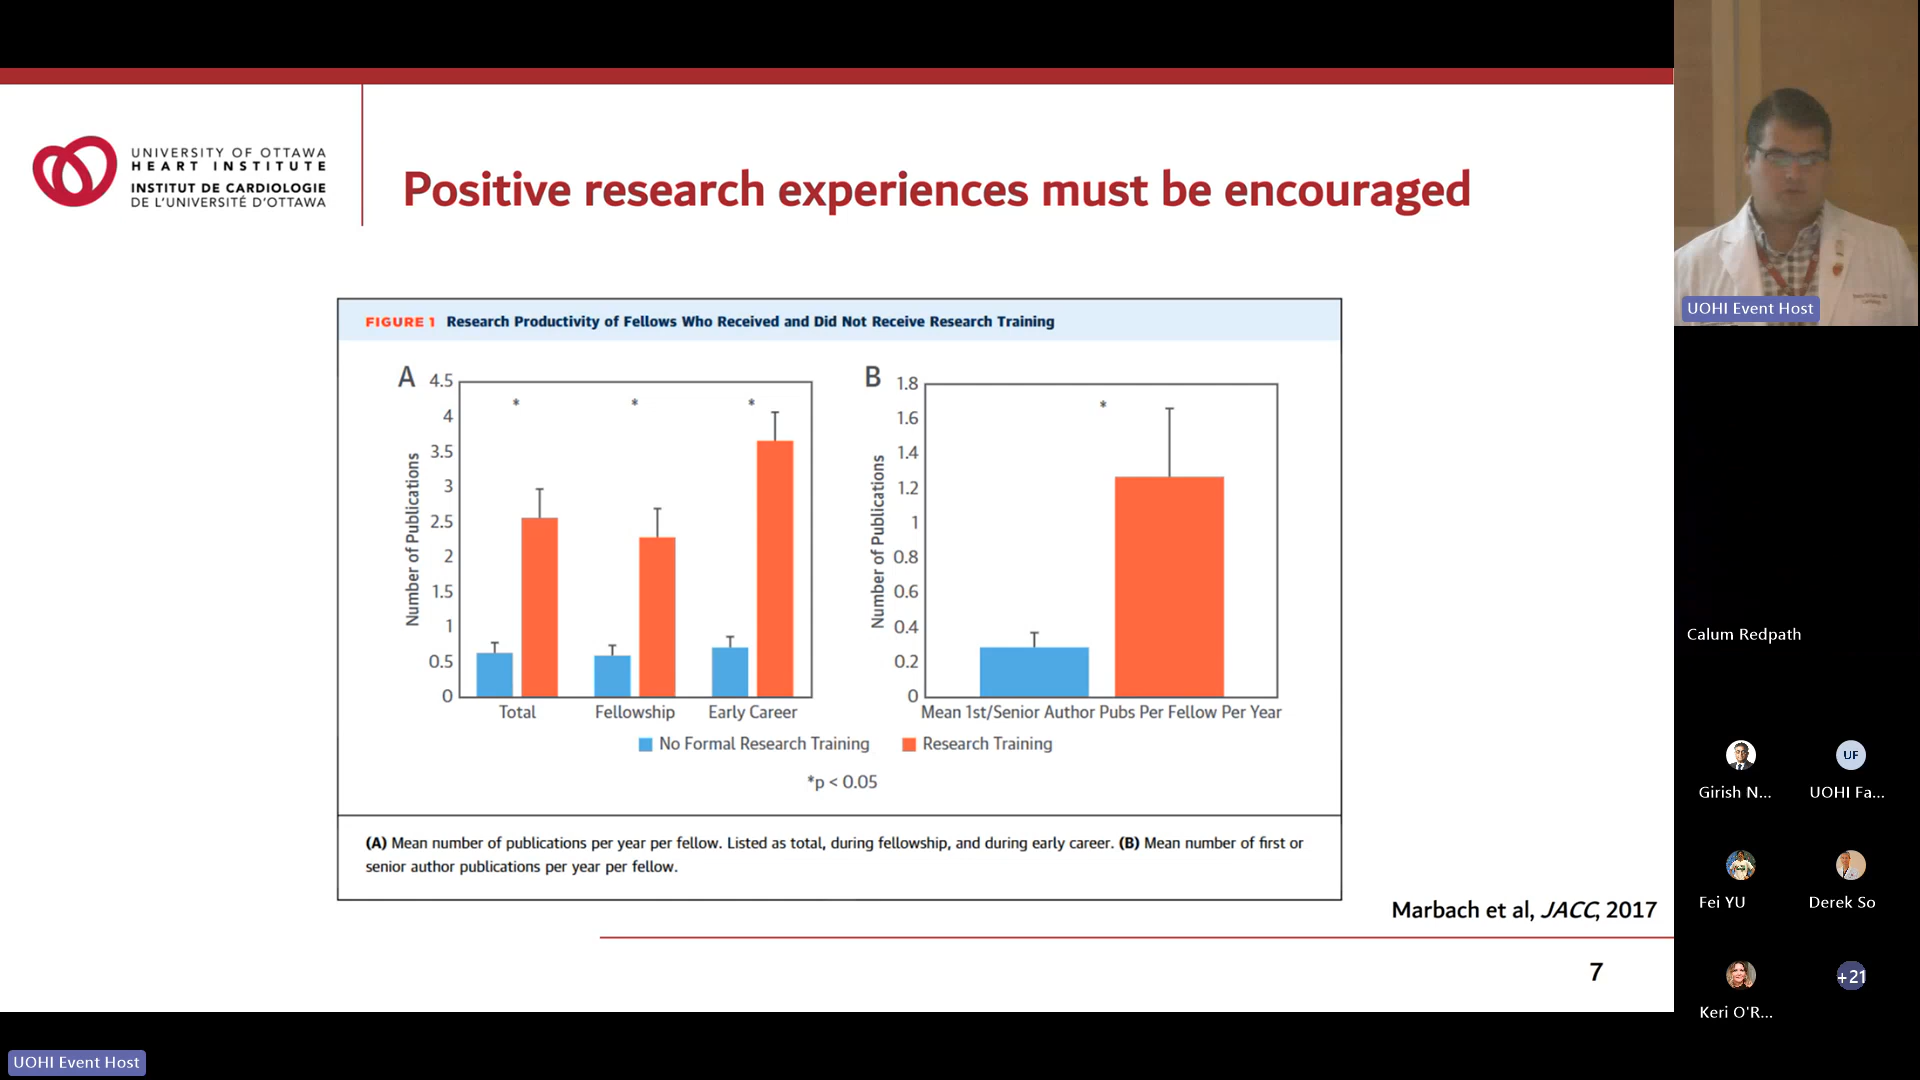 UNIVERSITY OF OTTAWA
HEART INSTITUTE
INSTITUT DE CARDIOLOGIE
DE L'UNIVERSITÉ D'OTTAWA
Positive research experiences must be encouraged
FIGURE 1 Research Productivity of Fellows Who Received and Did Not Receive Research Training
A
Number of Publications
4.5
4
3.5
3
2.5
2
1.5
1
0.5
0
* * *
Total Fellowship Early Career
B
Number of Publications
1.8
1.6
1.4
1.2
1
0.8
0.6
0.4
0.2
0
*
Mean 1st/Senior Author Pubs Per Fellow Per Year
No Formal Research Training Research Training
*p < 0.05
(A) Mean number of publications per year per fellow. Listed as total, during fellowship, and during early career. (B) Mean number of first or
senior author publications per year per fellow.
Marbach et al, JACC, 2017
7
UOHI Event Host
Calum Redpath
UF
Girish N... UOHI Fa...
Fei YU Derek So
+21
Keri O'R...
UOHI Event Host